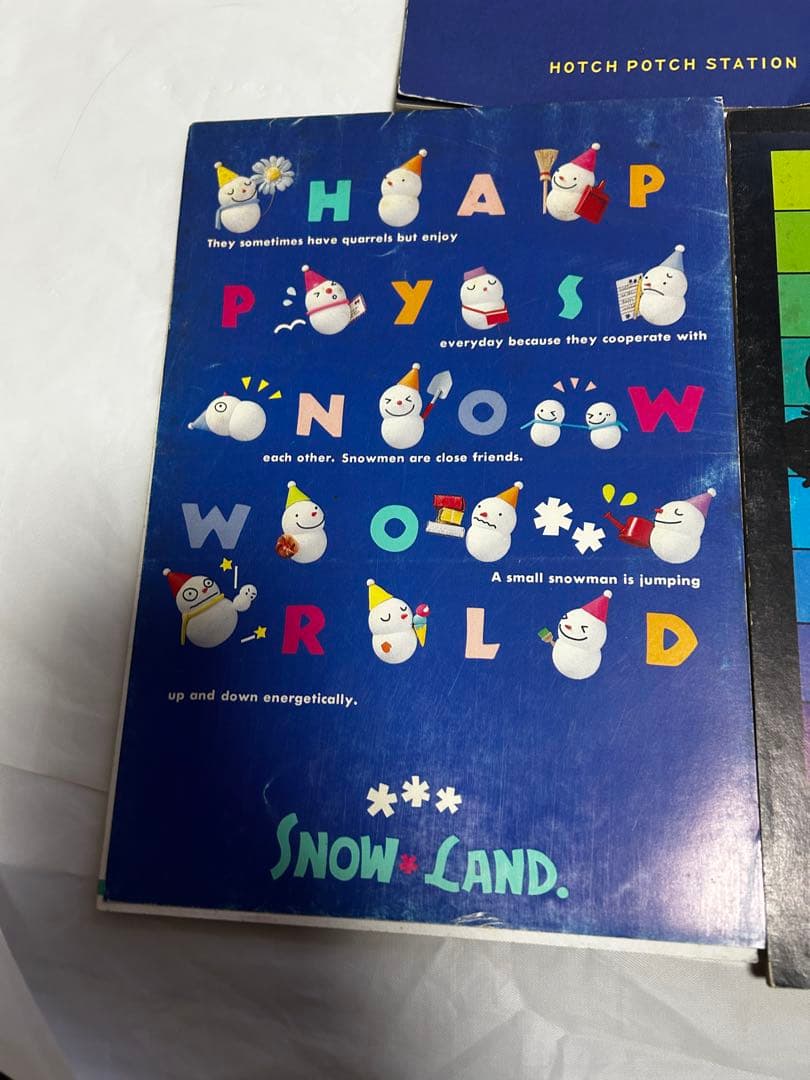 HOTCH POTCH STATION
H A P
They sometimes have quarrels but enjoy
P Y S
everyday because they cooperate with
N O W
each other. Snowmen are close friends.
W O
A small snowman is jumping
R L D
up and down energetically.
SNOW*LAND.